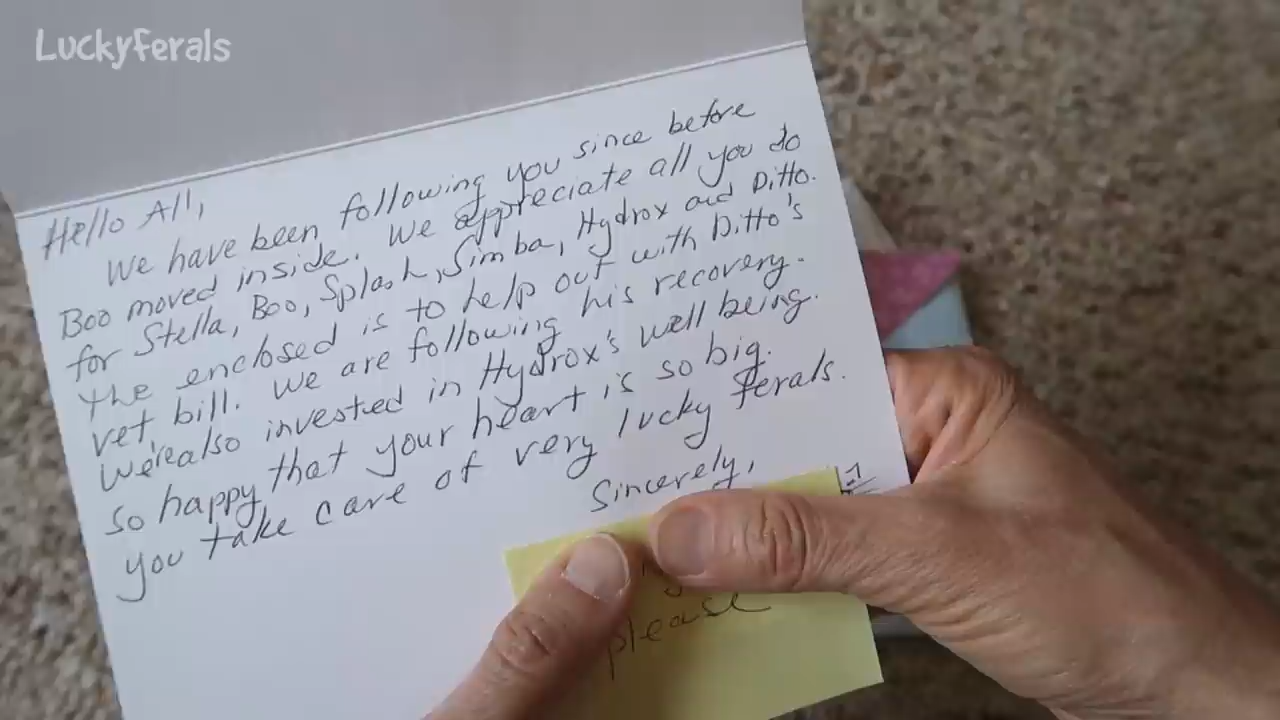 LuckyFerals
Hello All,
We have been following you since before
Boo moved inside. We appreciate all you do
for Stella, Boo, Splash, Simba, Hydrox and Ditto.
The enclosed is to help out with Ditto's
vet bill. We are following his recovery.
We're also invested in Hydrox's well being.
So happy that your heart is so big.
you take care of very lucky ferals.
Sincerely,
please